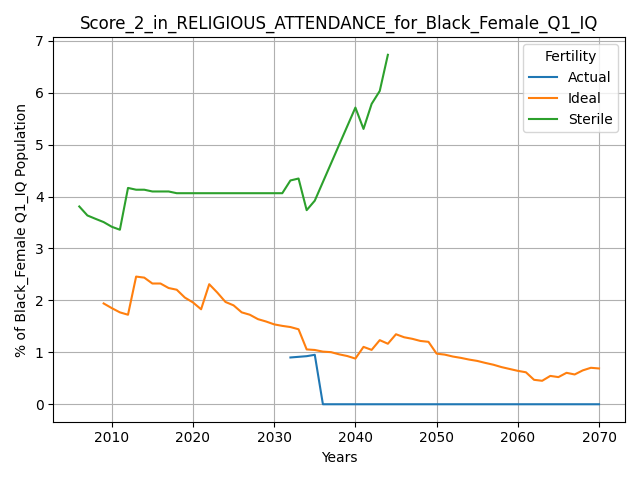 Score_2_in_RELIGIOUS_ATTENDANCE_for_Black_Female_Q1_IQ
% of Black_Female Q1_IQ Population
7
6
5
4
3
2
1
0
Fertility
Actual
Ideal
Sterile
2010 2020 2030 2040 2050 2060 2070
Years